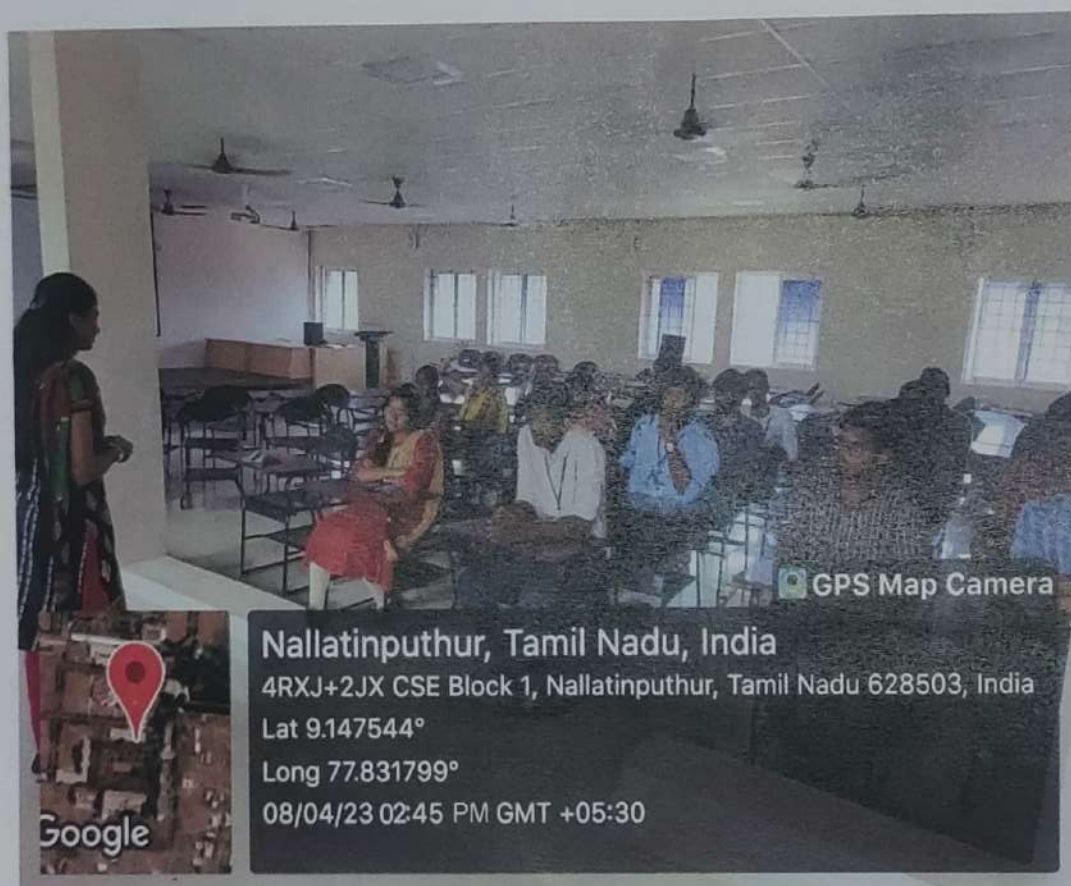 GPS Map Camera
Nallatinputhur, Tamil Nadu, India
4RXJ+2JX CSE Block 1, Nallatinputhur, Tamil Nadu 628503, India
Lat 9.147544°
Long 77.831799°
08/04/23 02:45 PM GMT +05:30
Google